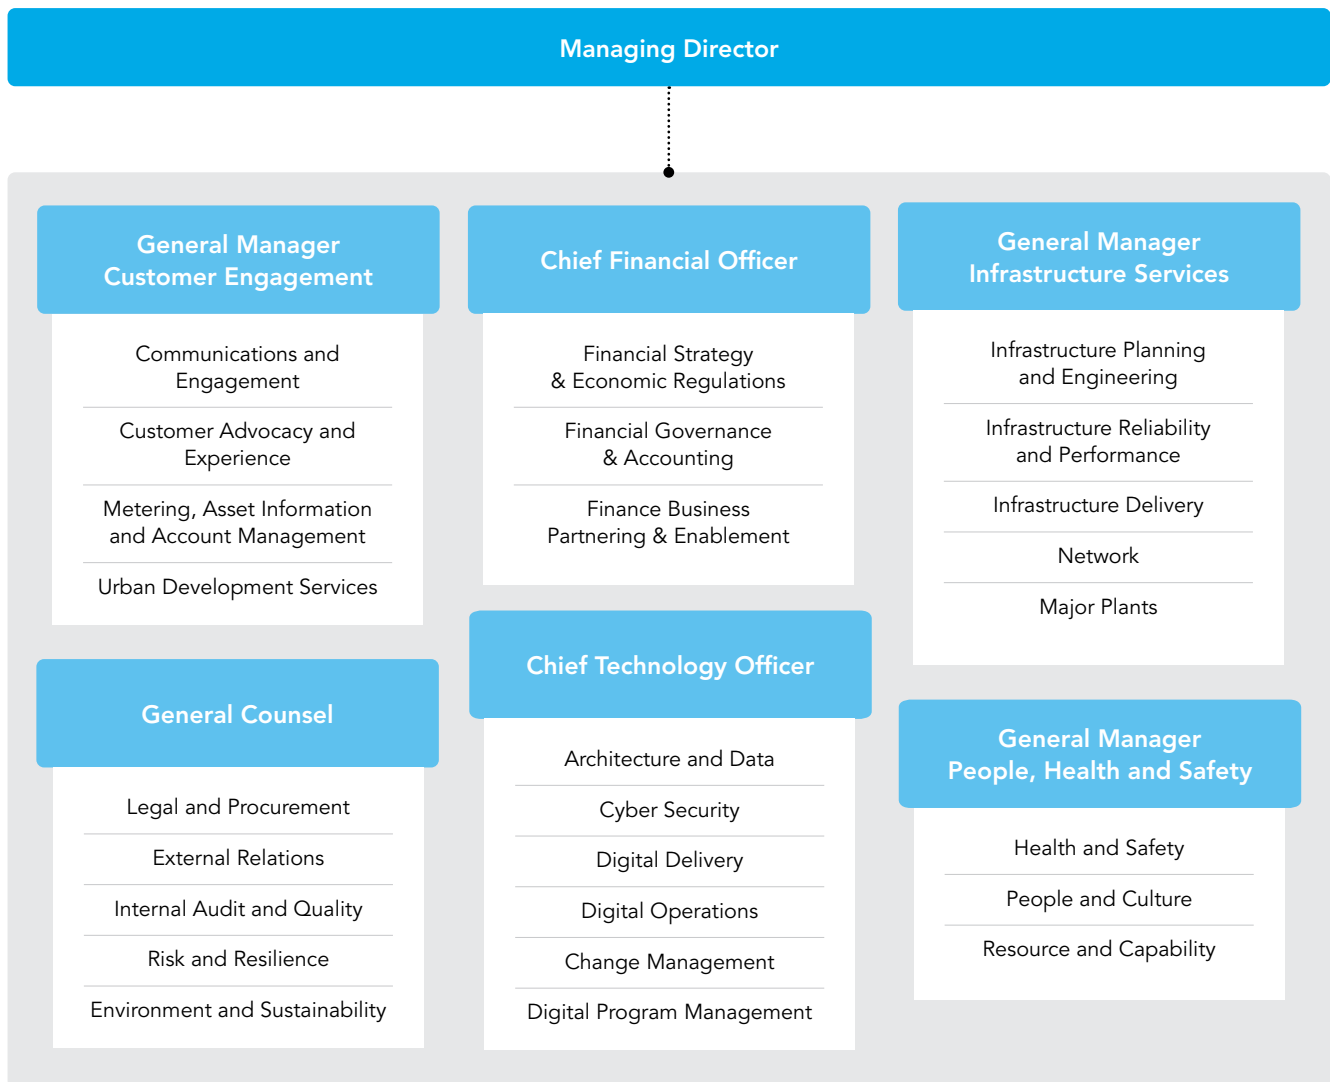 Managing Director
General Manager
Customer Engagement
Communications and
Engagement
Customer Advocacy and
Experience
Metering, Asset Information
and Account Management
Urban Development Services
General Counsel
Legal and Procurement
External Relations
Internal Audit and Quality
Risk and Resilience
Environment and Sustainability
Chief Financial Officer
Financial Strategy
& Economic Regulations
Financial Governance
& Accounting
Finance Business
Partnering & Enablement
Chief Technology Officer
Architecture and Data
Cyber Security
Digital Delivery
Digital Operations
Change Management
Digital Program Management
General Manager
Infrastructure Services
Infrastructure Planning
and Engineering
Infrastructure Reliability
and Performance
Infrastructure Delivery
Network
Major Plants
General Manager
People, Health and Safety
Health and Safety
People and Culture
Resource and Capability